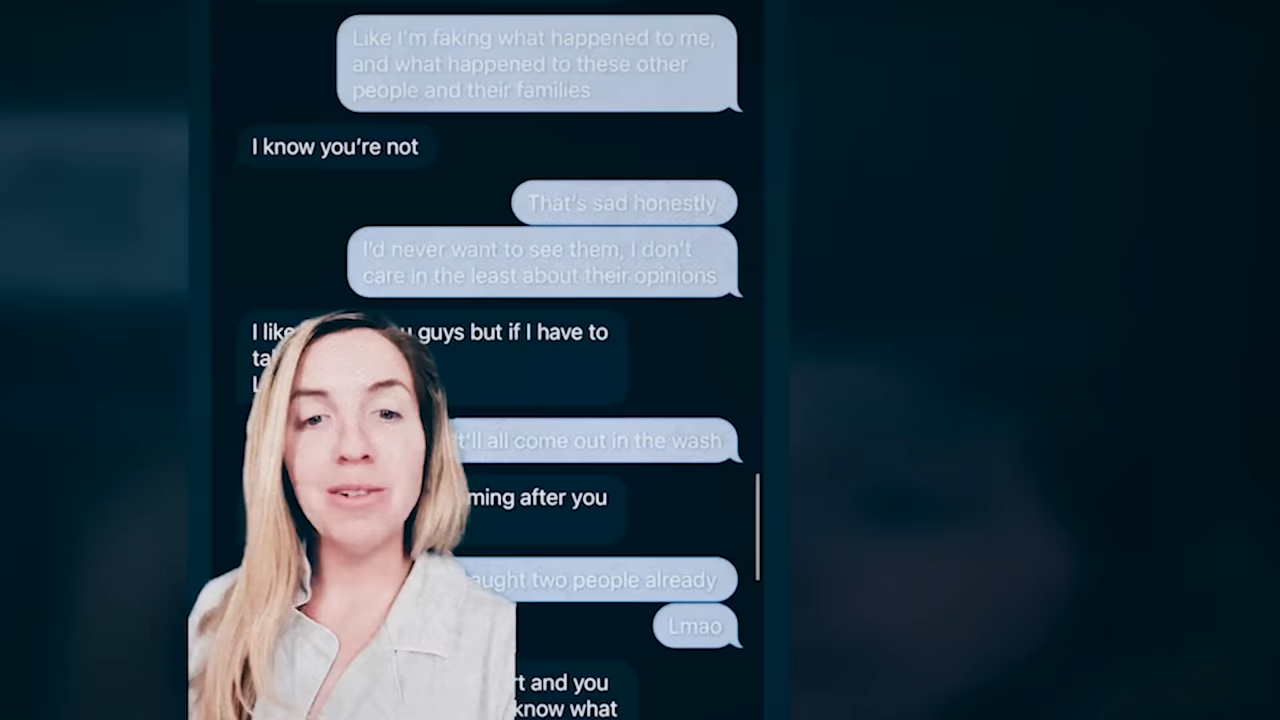 Like I'm faking what happened to me,
and what happened to these other
people and their families
I know you're not
That's sad honestly
I'd never want to see them, I don't
care in the least about their opinions
I like guys but if I have to
t'll all come out in the wash
after you
two people already
Lmao
and you
know what